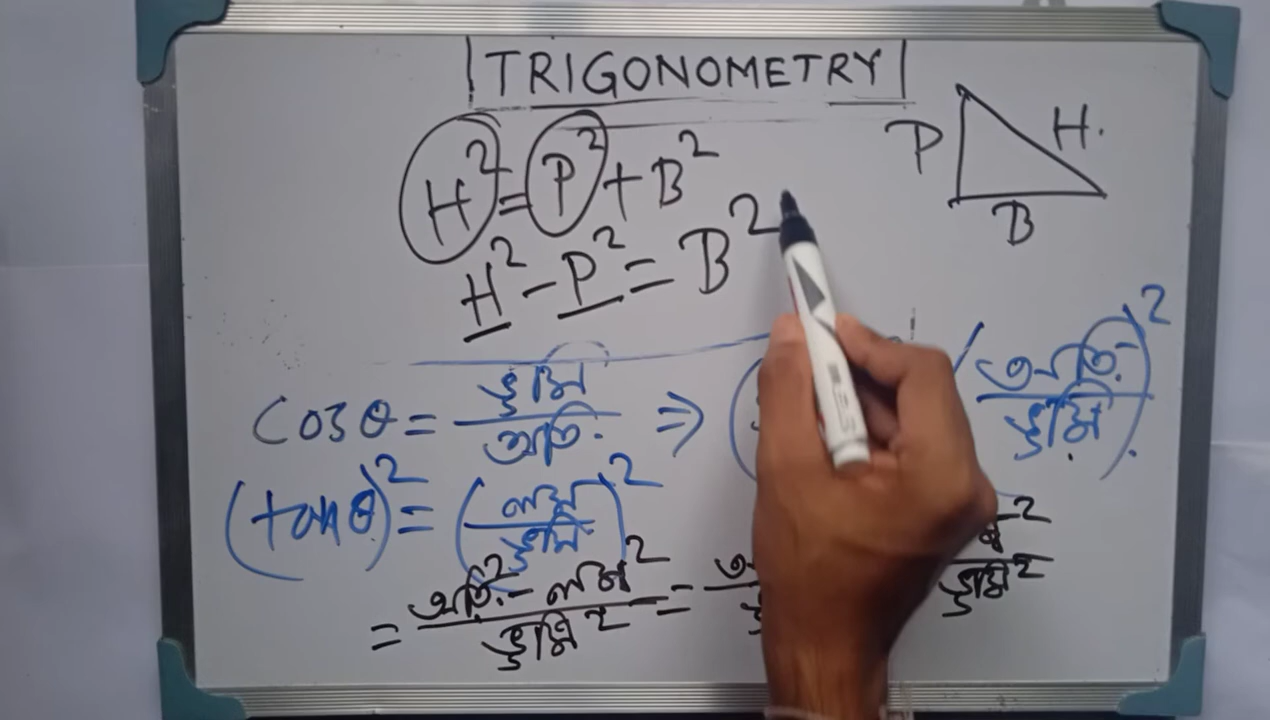 TRIGONOMETRY
H² = P² + B²
P H.
B
H² - P² = B²
cosθ = ভূমি / অতি. ⇒ ( (অতি. / ভূমি)²
(tanθ)² = (লম্ব / ভূমি)²
= অতি.² - লম্ব² / ভূমি² = ভূমি²